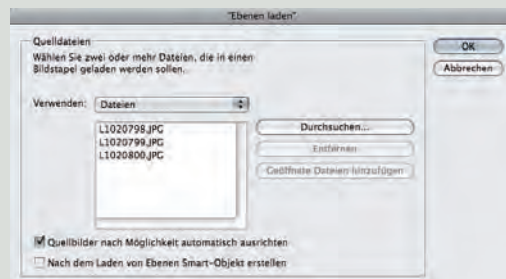 "Ebenen laden"
Quelldateien
Wählen Sie zwei oder mehr Dateien, die in einen
Bildstapel geladen werden sollen.
OK
Abbrechen
Verwenden: Dateien
L1020798.JPG
L1020799.JPG
L1020800.JPG
Durchsuchen...
Entfernen
Geöffnete Dateien hinzufügen
Quellbilder nach Möglichkeit automatisch ausrichten
Nach dem Laden von Ebenen Smart-Objekt erstellen